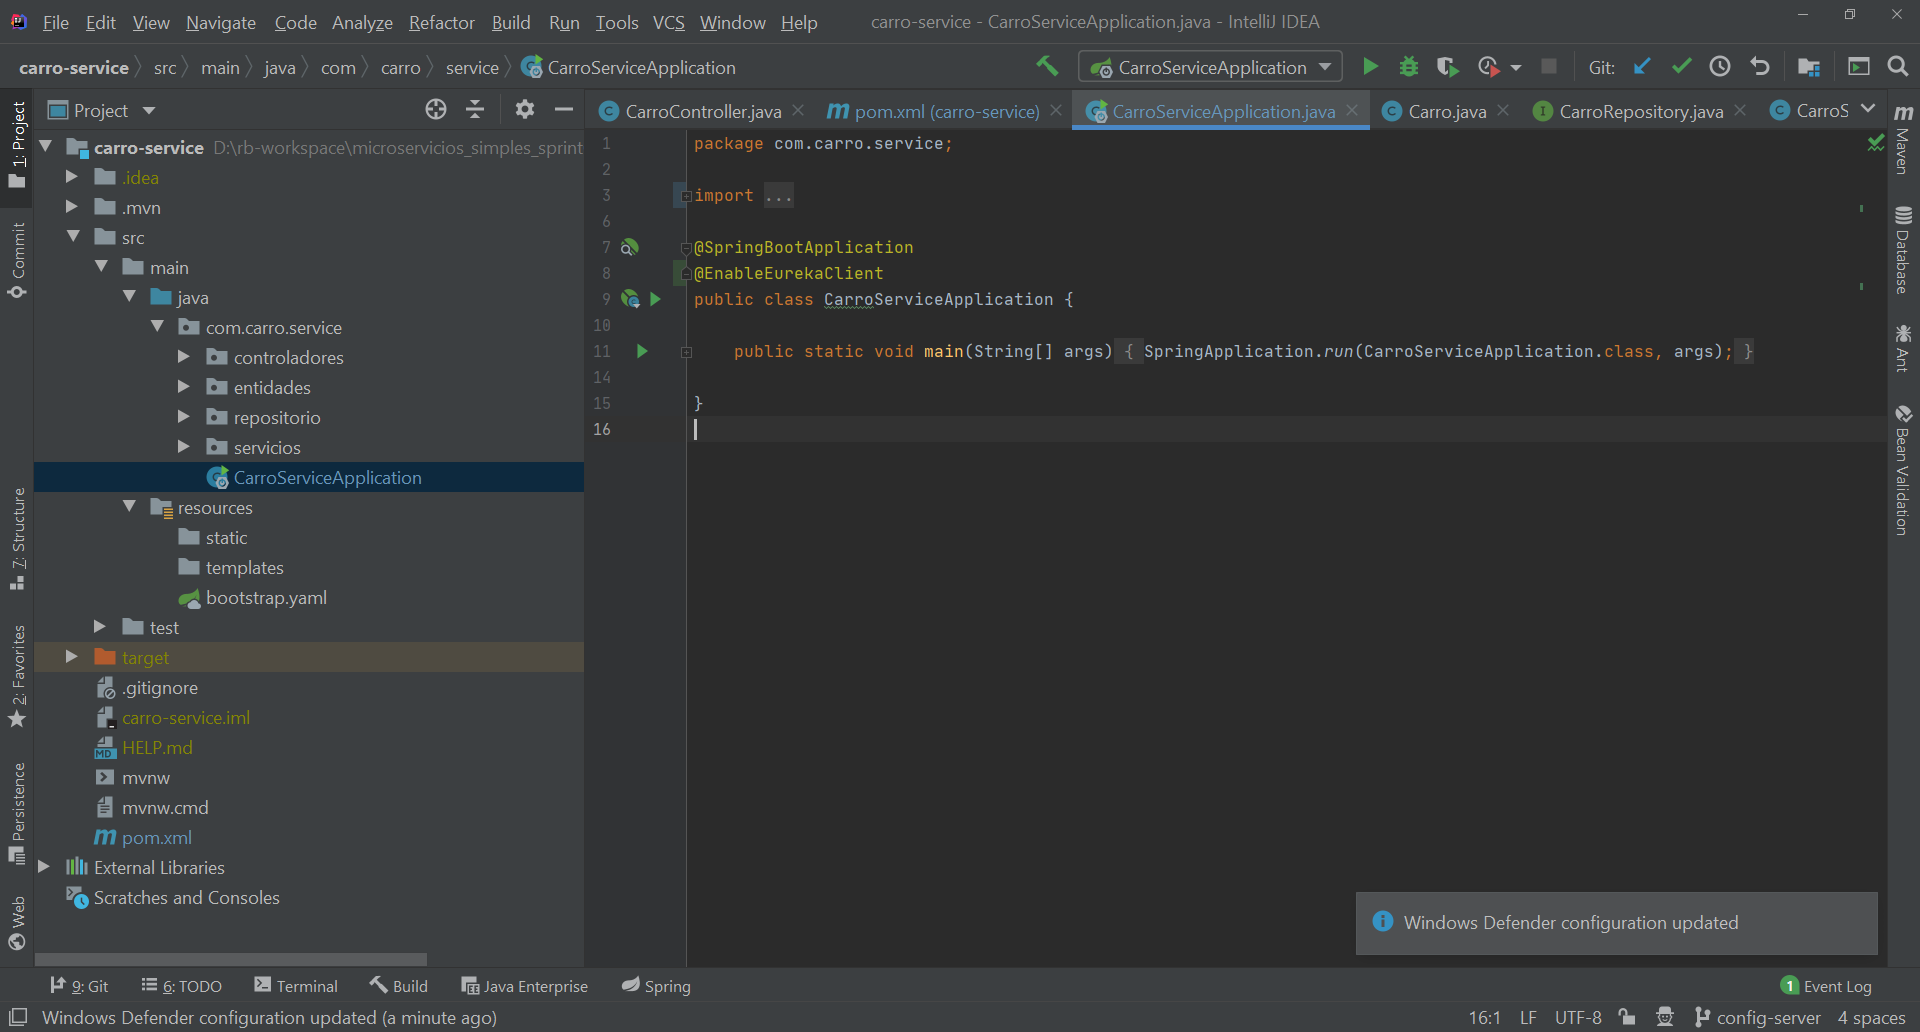 File Edit View Navigate Code Analyze Refactor Build Run Tools VCS Window Help carro-service - CarroServiceApplication.java - IntelliJ IDEA
carro-service src main java com carro service CarroServiceApplication CarroServiceApplication Git:
1: Project
Commit
7: Structure
2: Favorites
Persistence
Web
Project
carro-service D:\rb-workspace\microservicios_simples_sprint
.idea
.mvn
src
main
java
com.carro.service
controladores
entidades
repositorio
servicios
CarroServiceApplication
resources
static
templates
bootstrap.yaml
test
target
.gitignore
carro-service.iml
HELP.md
mvnw
mvnw.cmd
pom.xml
External Libraries
Scratches and Consoles
CarroController.java pom.xml (carro-service) CarroServiceApplication.java Carro.java CarroRepository.java CarroS
1 package com.carro.service;
2
3 import ...
6
7 @SpringBootApplication
8 @EnableEurekaClient
9 public class CarroServiceApplication {
10
11 public static void main(String[] args) { SpringApplication.run(CarroServiceApplication.class, args); }
14
15 }
16
Maven
Database
Ant
Bean Validation
Windows Defender configuration updated
9: Git 6: TODO Terminal Build Java Enterprise Spring 1 Event Log
Windows Defender configuration updated (a minute ago) 16:1 LF UTF-8 config-server 4 spaces